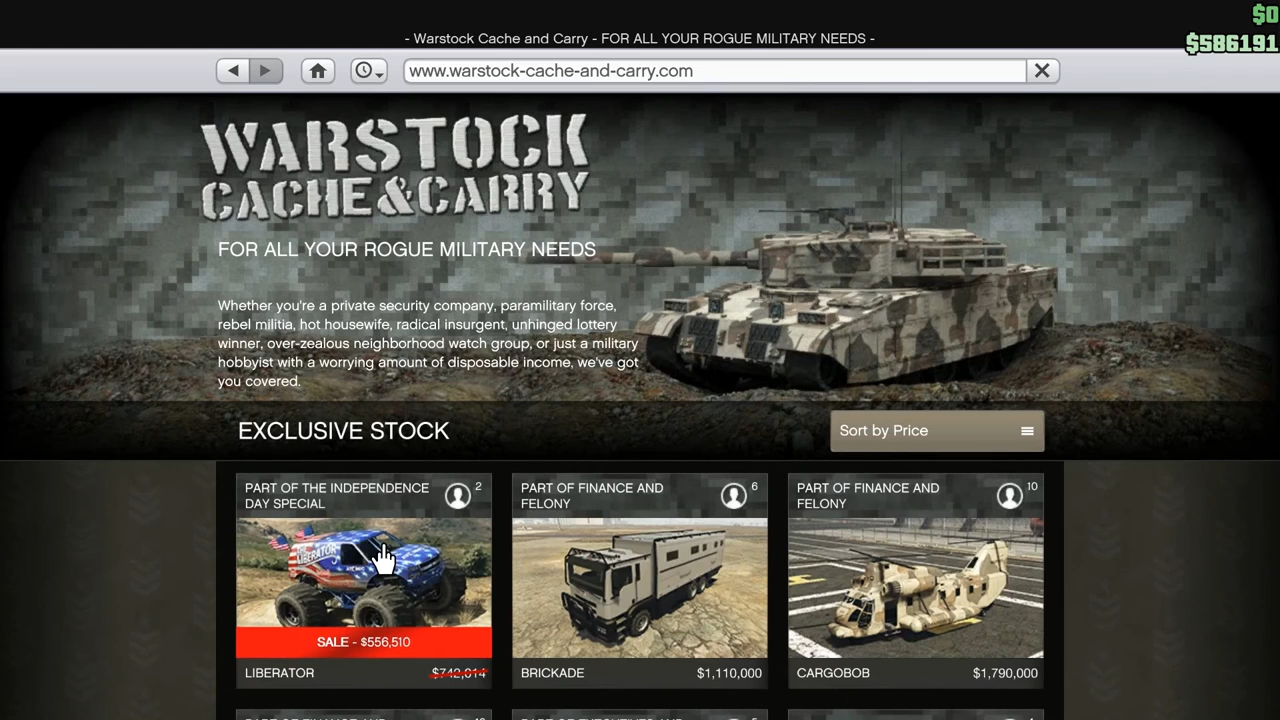 $0
- Warstock Cache and Carry - FOR ALL YOUR ROGUE MILITARY NEEDS -
$586191
www.warstock-cache-and-carry.com
WARSTOCK
CACHE&CARRY
FOR ALL YOUR ROGUE MILITARY NEEDS
Whether you're a private security company, paramilitary force,
rebel militia, hot housewife, radical insurgent, unhinged lottery
winner, over-zealous neighborhood watch group, or just a military
hobbyist with a worrying amount of disposable income, we've got
you covered.
EXCLUSIVE STOCK
Sort by Price
PART OF THE INDEPENDENCE
DAY SPECIAL
2
LIBERATOR
SALE - $556,510
LIBERATOR
$742,014
PART OF FINANCE AND
FELONY
6
BRICKADE
$1,110,000
PART OF FINANCE AND
FELONY
10
CARGOBOB
$1,790,000